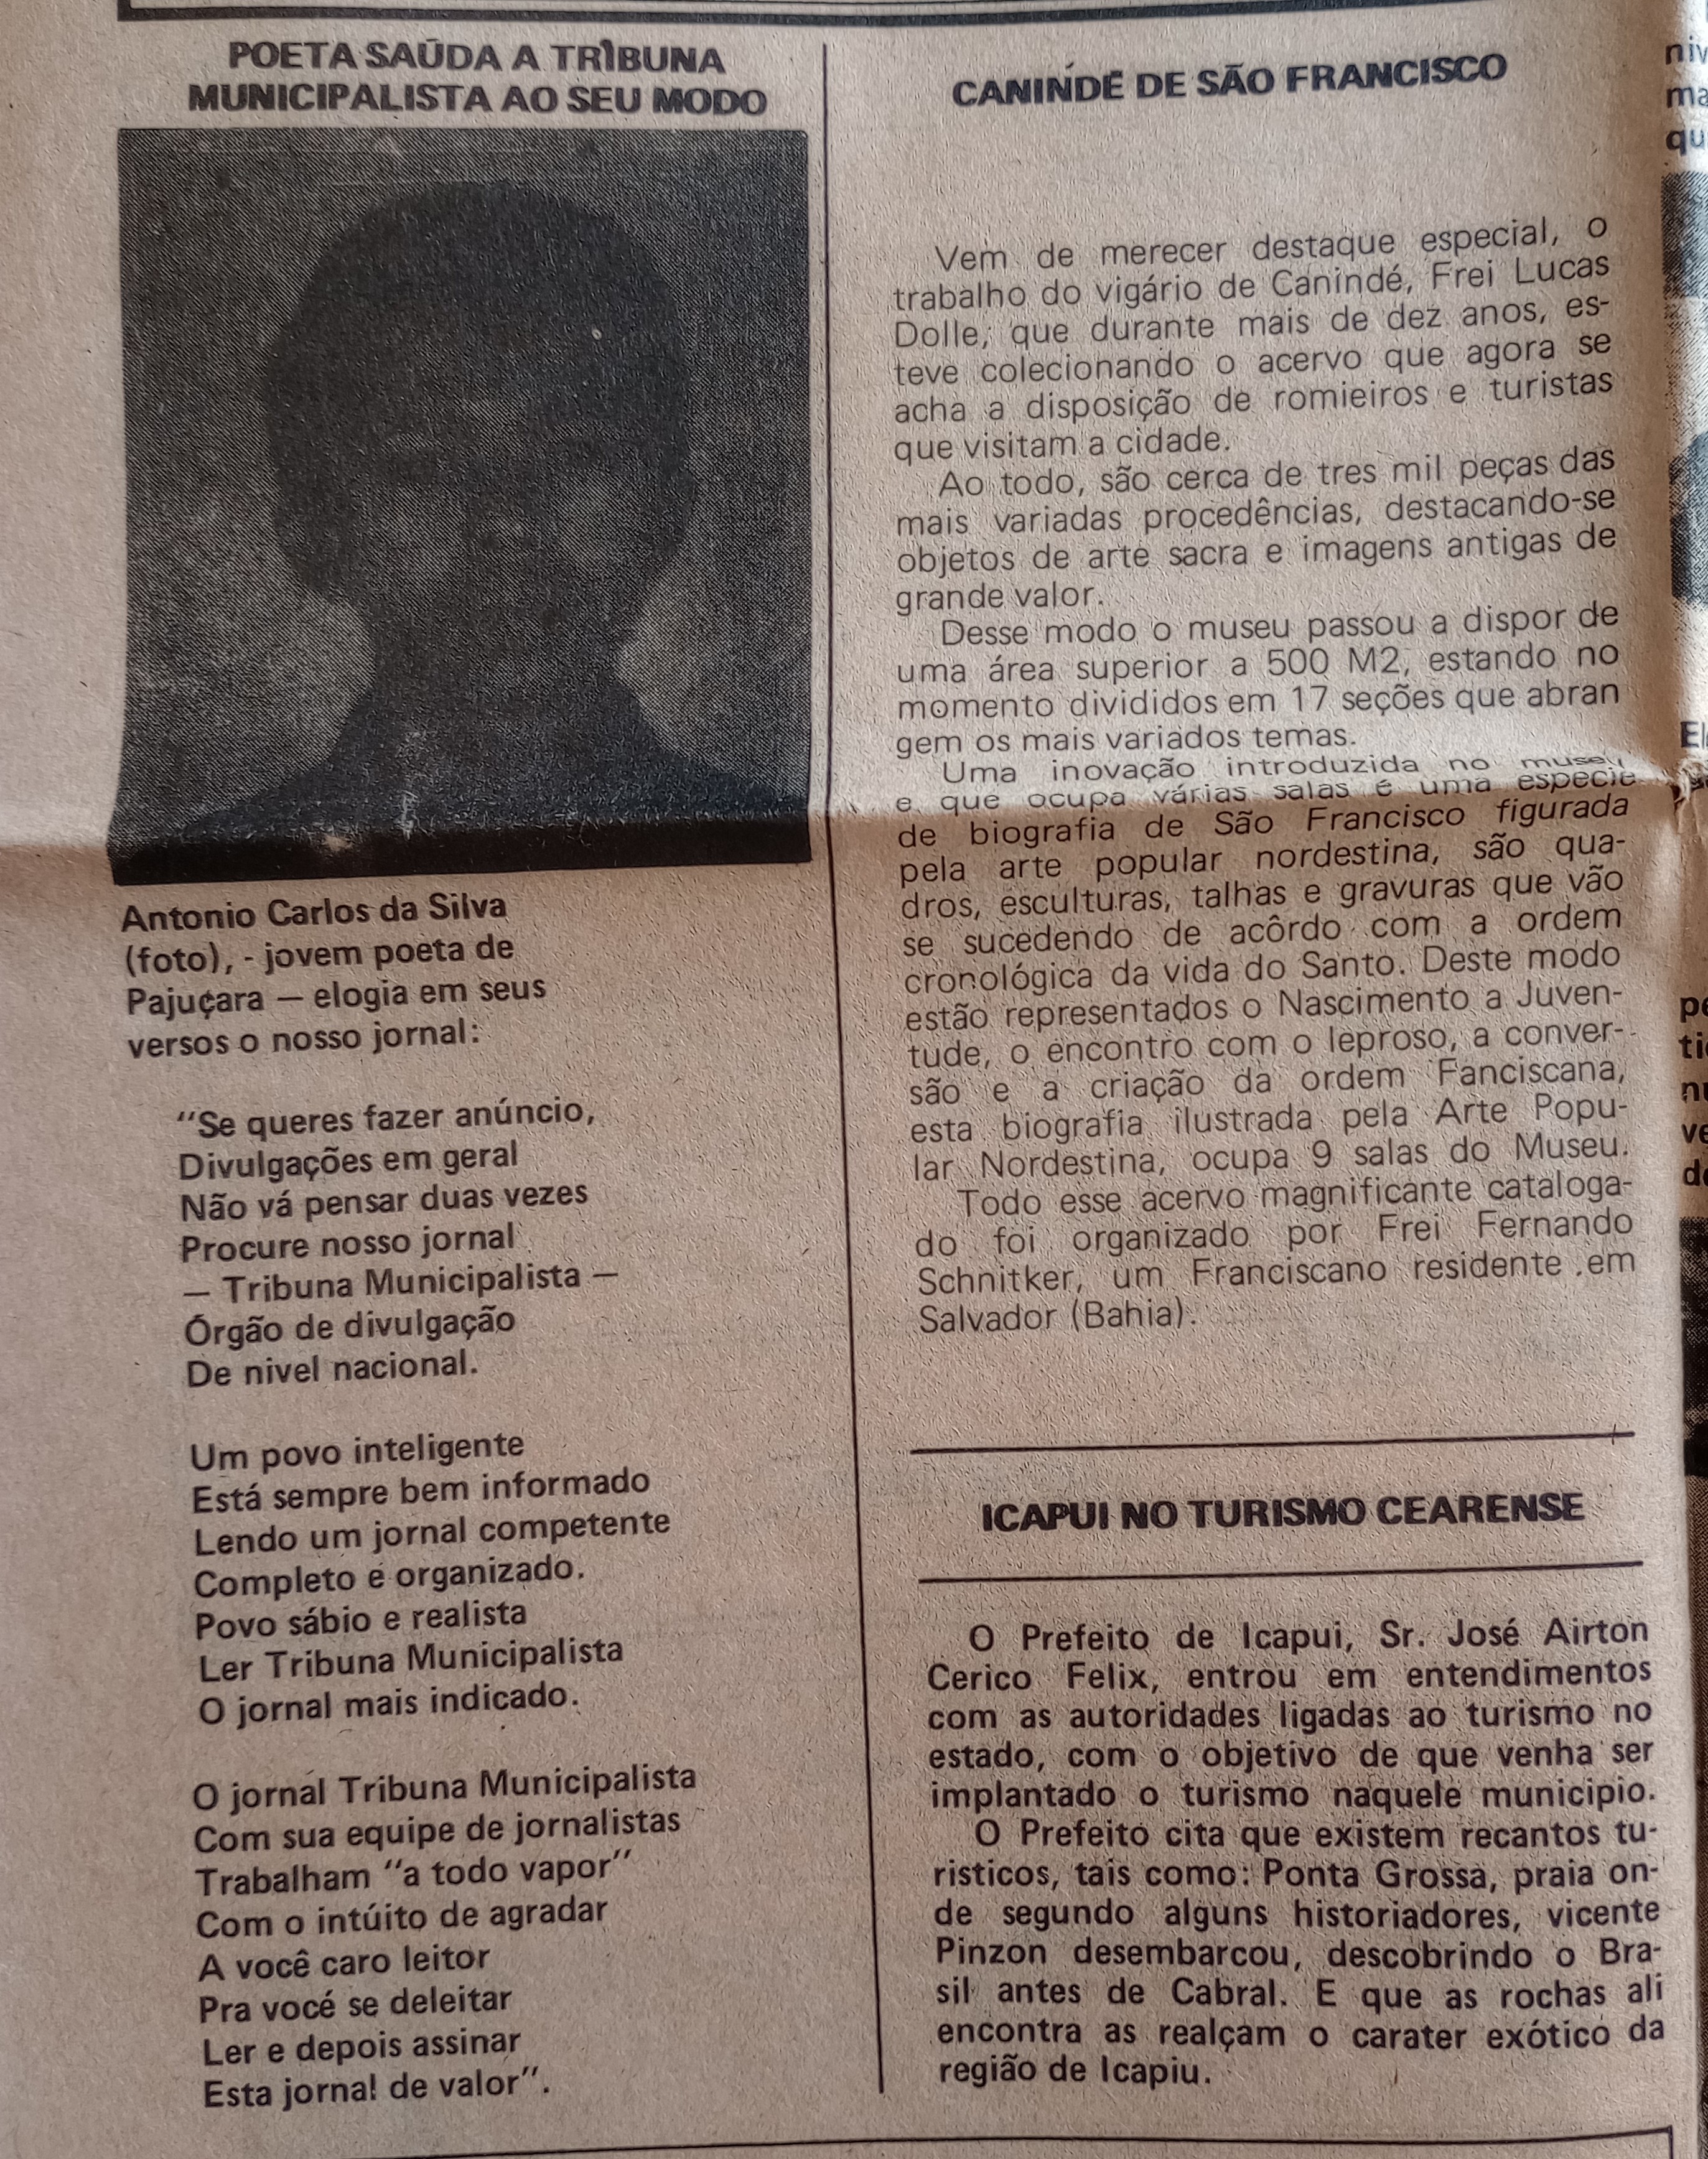 POETA SAÚDA A TRIBUNA
MUNICIPALISTA AO SEU MODO
Antonio Carlos da Silva
(foto), - jovem poeta de
Pajuçara — elogia em seus
versos o nosso jornal:
"Se queres fazer anúncio,
Divulgações em geral
Não vá pensar duas vezes
Procure nosso jornal
— Tribuna Municipalista —
Órgão de divulgação
De nivel nacional.
Um povo inteligente
Está sempre bem informado
Lendo um jornal competente
Completo e organizado.
Povo sábio e realista
Ler Tribuna Municipalista
O jornal mais indicado.
O jornal Tribuna Municipalista
Com sua equipe de jornalistas
Trabalham "a todo vapor"
Com o intúito de agradar
A você caro leitor
Pra vocé se deleitar
Ler e depois assinar
Esta jornal de valor".
CANINDÉ DE SÃO FRANCISCO
Vem de merecer destaque especial, o
trabalho do vigário de Canindé, Frei Lucas
Dolle, que durante mais de dez anos, es-
teve colecionando o acervo que agora se
acha a disposição de romieiros e turistas
que visitam a cidade.
Ao todo, são cerca de tres mil peças das
mais variadas procedências, destacando-se
objetos de arte sacra e imagens antigas de
grande valor.
Desse modo o museu passou a dispor de
uma área superior a 500 M2, estando no
momento divididos em 17 seções que abran
gem os mais variados temas.
Uma inovação introduzida no museu
e que ocupa várias salas é uma especie
de biografia de São Francisco figurada
pela arte popular nordestina, são qua-
dros, esculturas, talhas e gravuras que vão
se sucedendo de acôrdo com a ordem
cronológica da vida do Santo. Deste modo
estão representados o Nascimento a Juven-
tude, o encontro com o leproso, a conver-
são e a criação da ordem Fanciscana,
esta biografia ilustrada pela Arte Popu-
lar Nordestina, ocupa 9 salas do Museu.
Todo esse acervo magnificante cataloga-
do foi organizado por Frei Fernando
Schnitker, um Franciscano residente em
Salvador (Bahia).
ICAPUI NO TURISMO CEARENSE
O Prefeito de Icapui, Sr. José Airton
Cerico Felix, entrou em entendimentos
com as autoridades ligadas ao turismo no
estado, com o objetivo de que venha ser
implantado o turismo naquele municipio.
O Prefeito cita que existem recantos tu-
risticos, tais como: Ponta Grossa, praia on-
de segundo alguns historiadores, vicente
Pinzon desembarcou, descobrindo o Bra-
sil antes de Cabral. E que as rochas ali
encontra as realçam o carater exótico da
região de Icapiu.